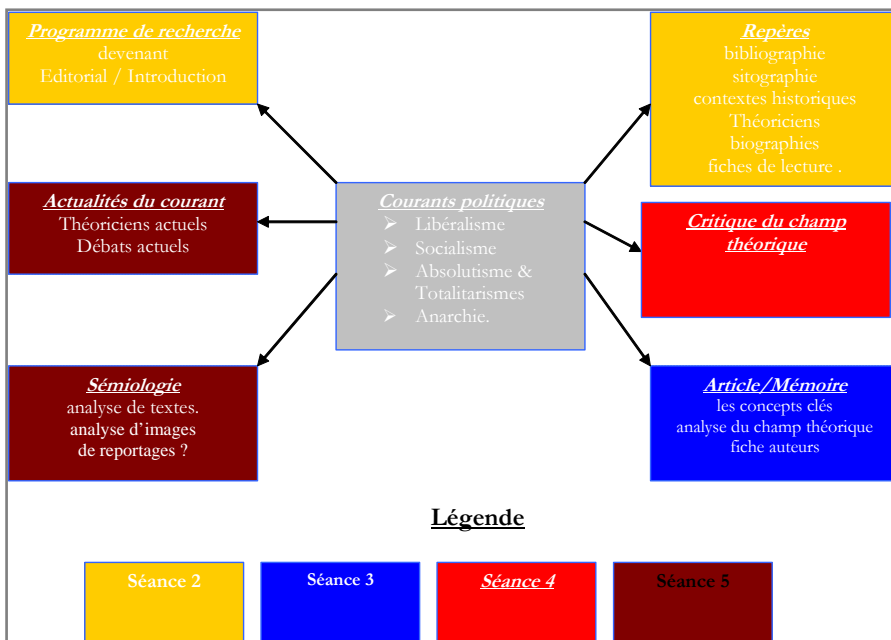 Programme de recherche
devenant
Editorial / Introduction
Repères
bibliographie
sitographie
contextes historiques
Théoriciens
biographies
fiches de lecture .
Actualités du courant
Théoriciens actuels
Débats actuels
Courants politiques
➢ Libéralisme
➢ Socialisme
➢ Absolutisme &
Totalitarismes
➢ Anarchie.
Critique du champ
théorique
Sémiologie
analyse de textes.
analyse d'images
de reportages ?
Article/Mémoire
les concepts clés
analyse du champ théorique
fiche auteurs
Légende
Séance 2
Séance 3
Séance 4
Séance 5